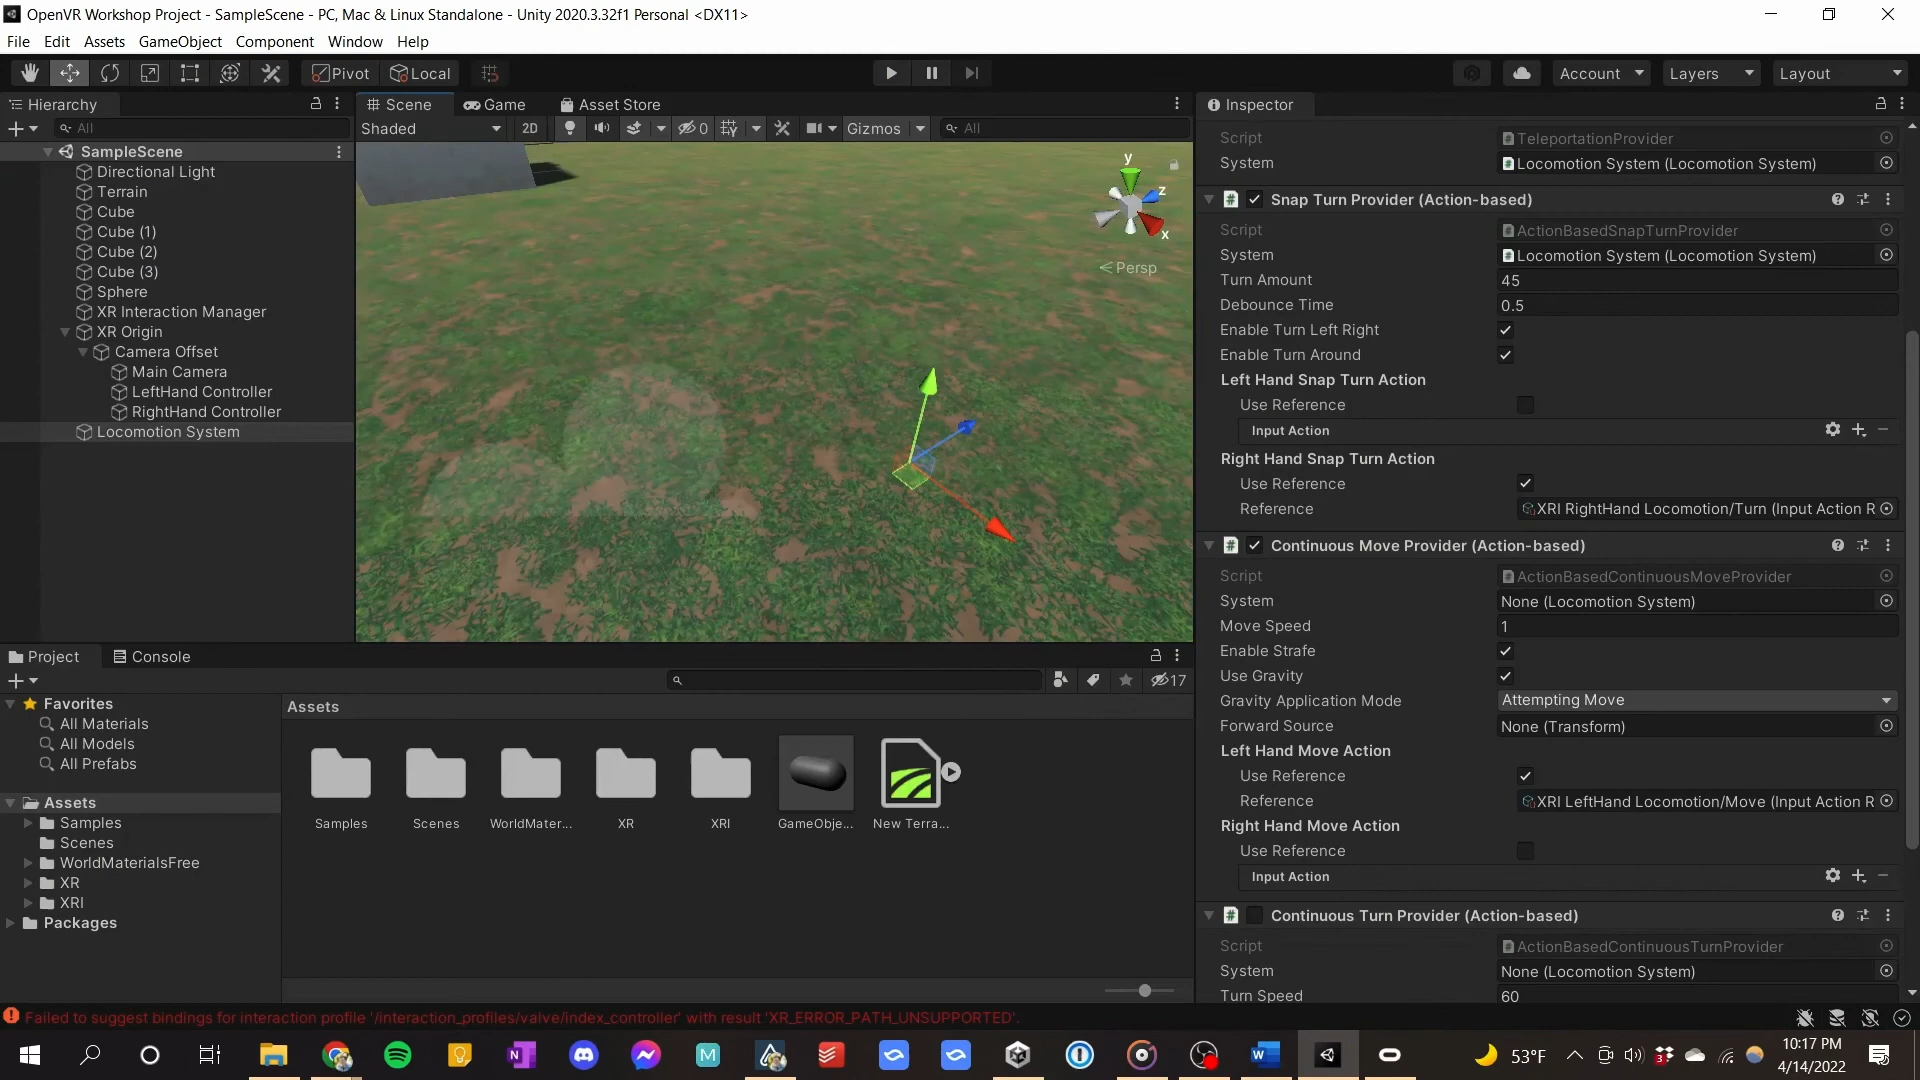 OpenVR Workshop Project - SampleScene - PC, Mac & Linux Standalone - Unity 2020.3.32f1 Personal <DX11>
File Edit Assets GameObject Component Window Help
Pivot Local Account Layers Layout
Hierarchy
All
SampleScene
Directional Light
Terrain
Cube
Cube (1)
Cube (2)
Cube (3)
Sphere
XR Interaction Manager
XR Origin
Camera Offset
Main Camera
LeftHand Controller
RightHand Controller
Locomotion System
Scene Game Asset Store
Shaded 2D 0 Gizmos All
y
z
x
Persp
Inspector
Script TeleportationProvider
System Locomotion System (Locomotion System)
Snap Turn Provider (Action-based)
Script ActionBasedSnapTurnProvider
System Locomotion System (Locomotion System)
Turn Amount 45
Debounce Time 0.5
Enable Turn Left Right
Enable Turn Around
Left Hand Snap Turn Action
Use Reference
Input Action
Right Hand Snap Turn Action
Use Reference
Reference XRI RightHand Locomotion/Turn (Input Action R
Continuous Move Provider (Action-based)
Script ActionBasedContinuousMoveProvider
System None (Locomotion System)
Move Speed 1
Enable Strafe
Use Gravity
Gravity Application Mode Attempting Move
Forward Source None (Transform)
Left Hand Move Action
Use Reference
Reference XRI LeftHand Locomotion/Move (Input Action R
Right Hand Move Action
Use Reference
Input Action
Continuous Turn Provider (Action-based)
Script ActionBasedContinuousTurnProvider
System None (Locomotion System)
Turn Speed 60
Project Console
17
Favorites
All Materials
All Models
All Prefabs
Assets
Samples
Scenes
WorldMaterialsFree
XR
XRI
Packages
Assets
Samples Scenes WorldMater... XR XRI GameObje... New Terra...
Failed to suggest bindings for interaction profile '/interaction_profiles/valve/index_controller' with result 'XR_ERROR_PATH_UNSUPPORTED'.
53°F
10:17 PM
4/14/2022